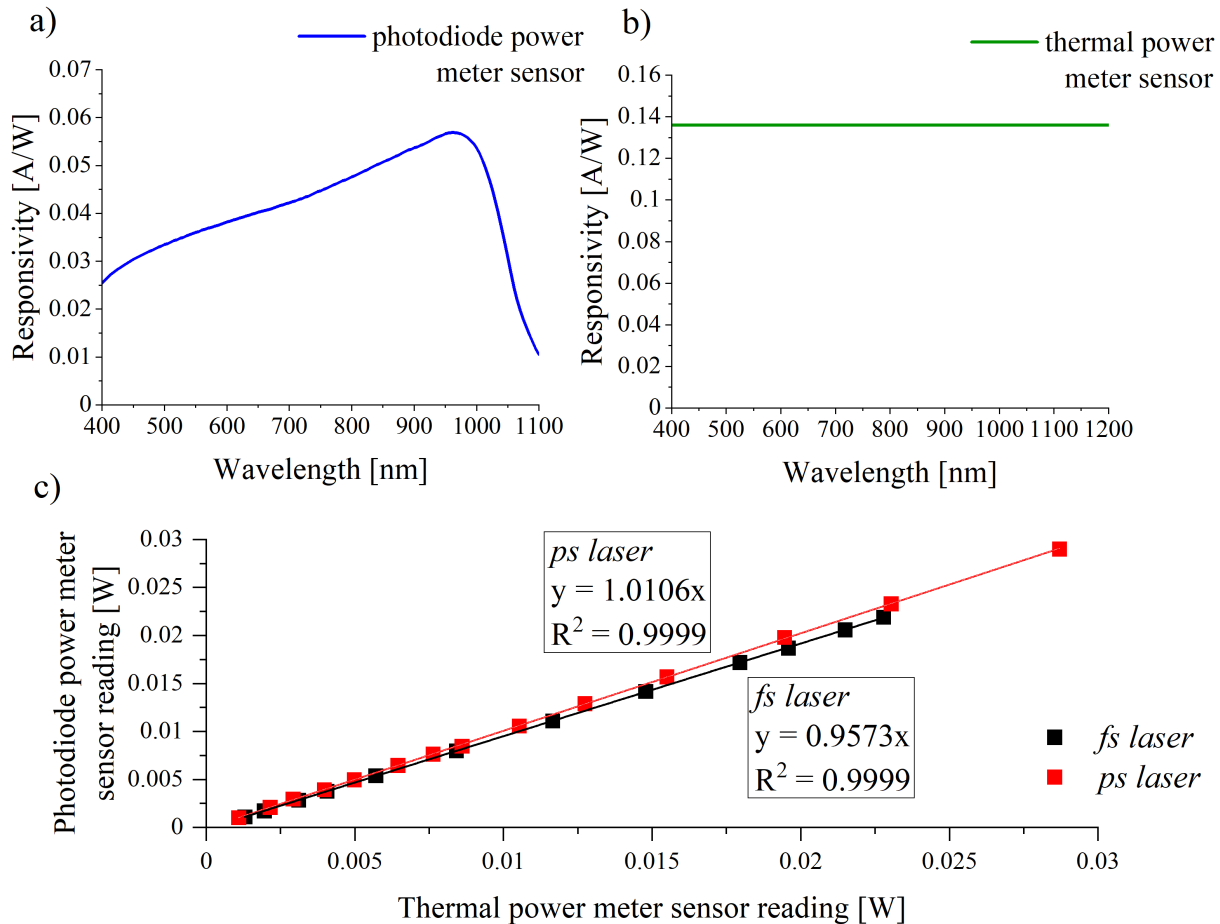 a)
photodiode power
meter sensor
0.07
0.06
0.05
0.04
0.03
0.02
0.01
0
Responsivity [A/W]
400 500 600 700 800 900 1000 1100
Wavelength [nm]
b)
thermal power
meter sensor
0.16
0.14
0.12
0.1
0.08
0.06
0.04
0.02
0
Responsivity [A/W]
400 500 600 700 800 900 1000 1100 1200
Wavelength [nm]
c)
Photodiode power meter
sensor reading [W]
0.03
0.025
0.02
0.015
0.01
0.005
0
ps laser
y = 1.0106x
R² = 0.9999
fs laser
y = 0.9573x
R² = 0.9999
fs laser
ps laser
0 0.005 0.01 0.015 0.02 0.025 0.03
Thermal power meter sensor reading [W]